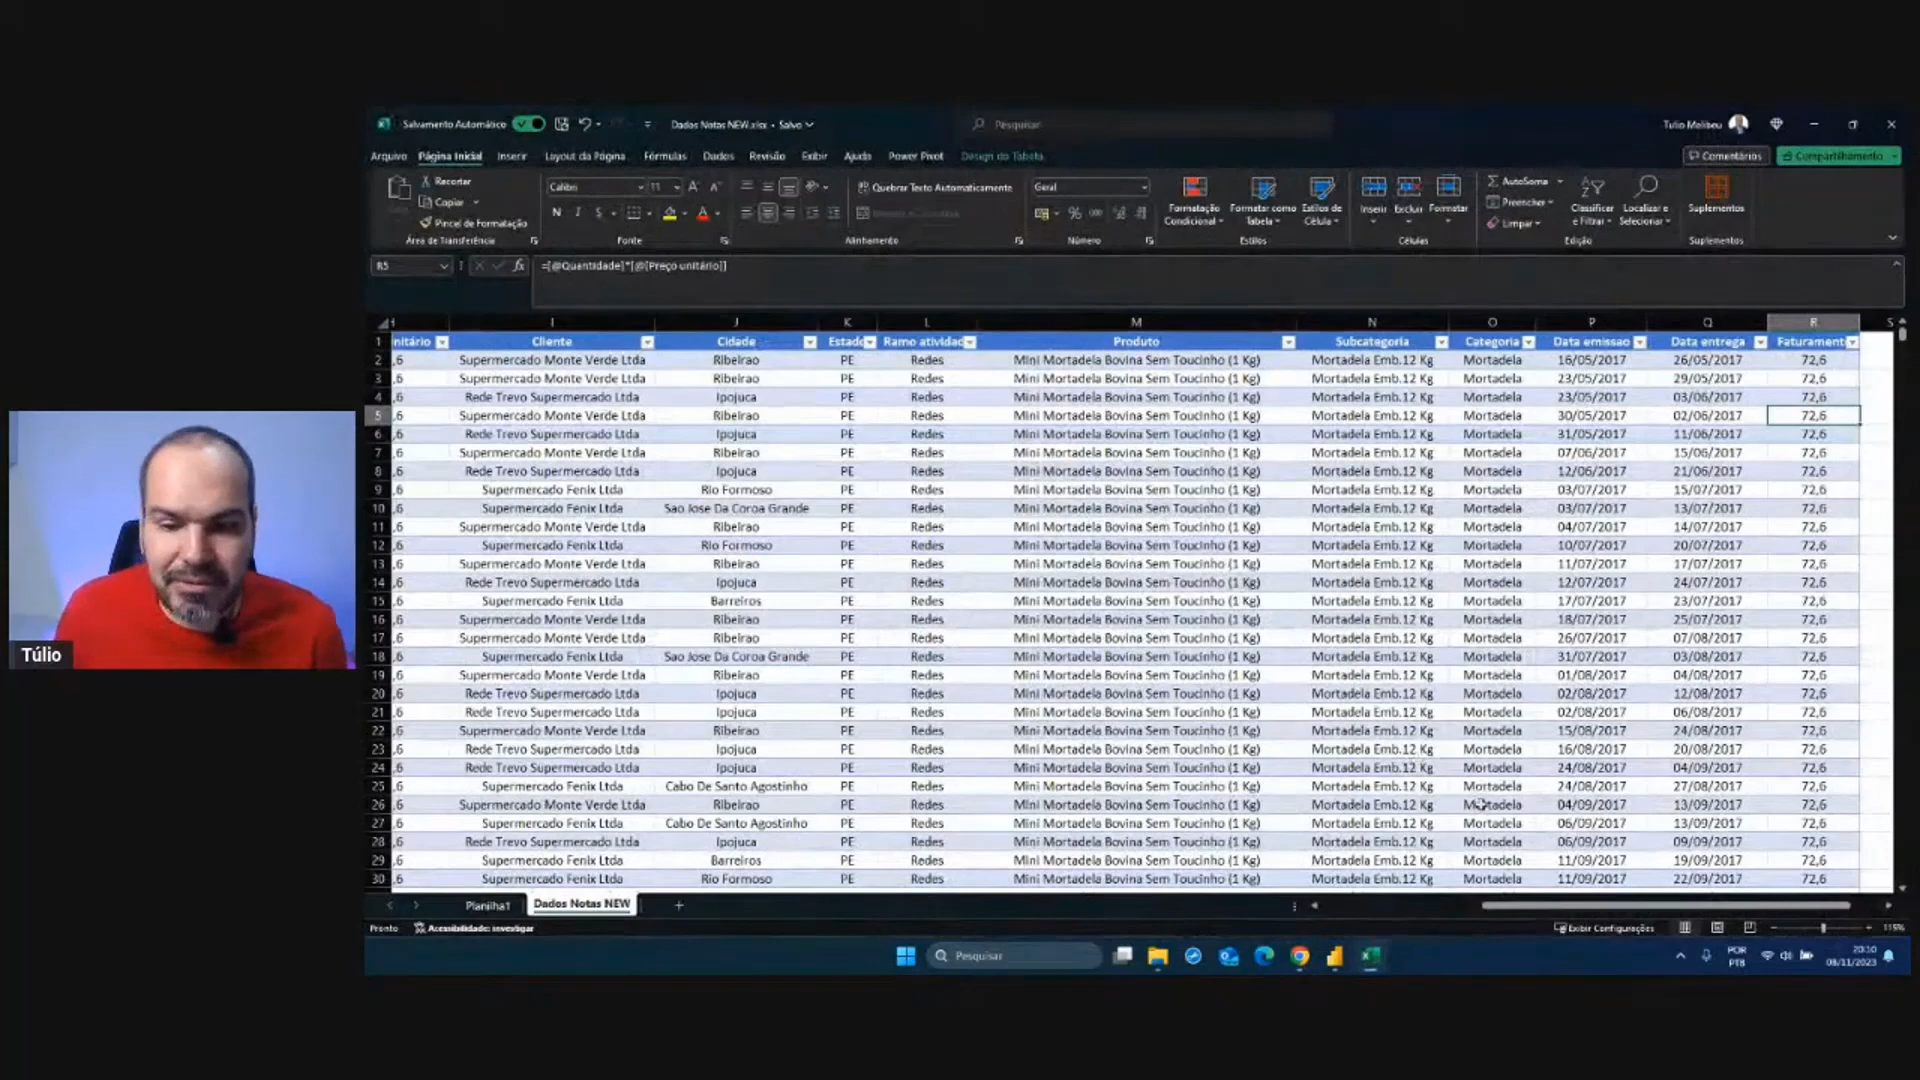 Salvamento Automático
Dados Notas NEW.xlsx • Salvo
Pesquisar
Tulio Melibeu
Arquivo Página Inicial Inserir Layout da Página Fórmulas Dados Revisão Exibir Ajuda Power Pivot Design da Tabela
Comentários Compartilhamento
Recortar
Copiar
Pincel de Formatação
Área de Transferência
Calibri 11
N I S
Fonte
Quebrar Texto Automaticamente
Alinhamento
Geral
% 000
Número
Formatação Condicional
Formatar como Tabela
Estilos de Célula
Estilos
Inserir Excluir Formatar
Células
AutoSoma
Preencher
Limpar
Classificar e Filtrar
Localizar e Selecionar
Edição
Suplementos
Suplementos
R5 fx =[@Quantidade]*[@[Preço unitário]]
I J K L M N O P Q R S
1 nitário Cliente Cidade Estado Ramo atividad Produto Subcategoria Categoria Data emissao Data entrega Faturament
2 ,6 Supermercado Monte Verde Ltda Ribeirao PE Redes Mini Mortadela Bovina Sem Toucinho (1 Kg) Mortadela Emb.12 Kg Mortadela 16/05/2017 26/05/2017 72,6
3 ,6 Supermercado Monte Verde Ltda Ribeirao PE Redes Mini Mortadela Bovina Sem Toucinho (1 Kg) Mortadela Emb.12 Kg Mortadela 23/05/2017 29/05/2017 72,6
4 ,6 Rede Trevo Supermercado Ltda Ipojuca PE Redes Mini Mortadela Bovina Sem Toucinho (1 Kg) Mortadela Emb.12 Kg Mortadela 23/05/2017 03/06/2017 72,6
5 ,6 Supermercado Monte Verde Ltda Ribeirao PE Redes Mini Mortadela Bovina Sem Toucinho (1 Kg) Mortadela Emb.12 Kg Mortadela 30/05/2017 02/06/2017 72,6
6 ,6 Rede Trevo Supermercado Ltda Ipojuca PE Redes Mini Mortadela Bovina Sem Toucinho (1 Kg) Mortadela Emb.12 Kg Mortadela 31/05/2017 11/06/2017 72,6
7 ,6 Supermercado Monte Verde Ltda Ribeirao PE Redes Mini Mortadela Bovina Sem Toucinho (1 Kg) Mortadela Emb.12 Kg Mortadela 07/06/2017 15/06/2017 72,6
8 ,6 Rede Trevo Supermercado Ltda Ipojuca PE Redes Mini Mortadela Bovina Sem Toucinho (1 Kg) Mortadela Emb.12 Kg Mortadela 12/06/2017 21/06/2017 72,6
9 ,6 Supermercado Fenix Ltda Rio Formoso PE Redes Mini Mortadela Bovina Sem Toucinho (1 Kg) Mortadela Emb.12 Kg Mortadela 03/07/2017 15/07/2017 72,6
10 ,6 Supermercado Fenix Ltda Sao Jose Da Coroa Grande PE Redes Mini Mortadela Bovina Sem Toucinho (1 Kg) Mortadela Emb.12 Kg Mortadela 03/07/2017 13/07/2017 72,6
11 ,6 Supermercado Monte Verde Ltda Ribeirao PE Redes Mini Mortadela Bovina Sem Toucinho (1 Kg) Mortadela Emb.12 Kg Mortadela 04/07/2017 14/07/2017 72,6
12 ,6 Supermercado Fenix Ltda Rio Formoso PE Redes Mini Mortadela Bovina Sem Toucinho (1 Kg) Mortadela Emb.12 Kg Mortadela 10/07/2017 20/07/2017 72,6
13 ,6 Supermercado Monte Verde Ltda Ribeirao PE Redes Mini Mortadela Bovina Sem Toucinho (1 Kg) Mortadela Emb.12 Kg Mortadela 11/07/2017 17/07/2017 72,6
14 ,6 Rede Trevo Supermercado Ltda Ipojuca PE Redes Mini Mortadela Bovina Sem Toucinho (1 Kg) Mortadela Emb.12 Kg Mortadela 12/07/2017 24/07/2017 72,6
15 ,6 Supermercado Fenix Ltda Barreiros PE Redes Mini Mortadela Bovina Sem Toucinho (1 Kg) Mortadela Emb.12 Kg Mortadela 17/07/2017 23/07/2017 72,6
16 ,6 Supermercado Monte Verde Ltda Ribeirao PE Redes Mini Mortadela Bovina Sem Toucinho (1 Kg) Mortadela Emb.12 Kg Mortadela 18/07/2017 25/07/2017 72,6
17 ,6 Supermercado Monte Verde Ltda Ribeirao PE Redes Mini Mortadela Bovina Sem Toucinho (1 Kg) Mortadela Emb.12 Kg Mortadela 26/07/2017 07/08/2017 72,6
18 ,6 Supermercado Fenix Ltda Sao Jose Da Coroa Grande PE Redes Mini Mortadela Bovina Sem Toucinho (1 Kg) Mortadela Emb.12 Kg Mortadela 31/07/2017 03/08/2017 72,6
19 ,6 Supermercado Monte Verde Ltda Ribeirao PE Redes Mini Mortadela Bovina Sem Toucinho (1 Kg) Mortadela Emb.12 Kg Mortadela 01/08/2017 04/08/2017 72,6
20 ,6 Rede Trevo Supermercado Ltda Ipojuca PE Redes Mini Mortadela Bovina Sem Toucinho (1 Kg) Mortadela Emb.12 Kg Mortadela 02/08/2017 12/08/2017 72,6
21 ,6 Rede Trevo Supermercado Ltda Ipojuca PE Redes Mini Mortadela Bovina Sem Toucinho (1 Kg) Mortadela Emb.12 Kg Mortadela 02/08/2017 06/08/2017 72,6
22 ,6 Supermercado Monte Verde Ltda Ribeirao PE Redes Mini Mortadela Bovina Sem Toucinho (1 Kg) Mortadela Emb.12 Kg Mortadela 15/08/2017 24/08/2017 72,6
23 ,6 Rede Trevo Supermercado Ltda Ipojuca PE Redes Mini Mortadela Bovina Sem Toucinho (1 Kg) Mortadela Emb.12 Kg Mortadela 16/08/2017 20/08/2017 72,6
24 ,6 Rede Trevo Supermercado Ltda Ipojuca PE Redes Mini Mortadela Bovina Sem Toucinho (1 Kg) Mortadela Emb.12 Kg Mortadela 24/08/2017 04/09/2017 72,6
25 ,6 Supermercado Fenix Ltda Cabo De Santo Agostinho PE Redes Mini Mortadela Bovina Sem Toucinho (1 Kg) Mortadela Emb.12 Kg Mortadela 24/08/2017 27/08/2017 72,6
26 ,6 Supermercado Monte Verde Ltda Ribeirao PE Redes Mini Mortadela Bovina Sem Toucinho (1 Kg) Mortadela Emb.12 Kg Mortadela 04/09/2017 13/09/2017 72,6
27 ,6 Supermercado Fenix Ltda Cabo De Santo Agostinho PE Redes Mini Mortadela Bovina Sem Toucinho (1 Kg) Mortadela Emb.12 Kg Mortadela 06/09/2017 13/09/2017 72,6
28 ,6 Rede Trevo Supermercado Ltda Ipojuca PE Redes Mini Mortadela Bovina Sem Toucinho (1 Kg) Mortadela Emb.12 Kg Mortadela 06/09/2017 09/09/2017 72,6
29 ,6 Supermercado Fenix Ltda Barreiros PE Redes Mini Mortadela Bovina Sem Toucinho (1 Kg) Mortadela Emb.12 Kg Mortadela 11/09/2017 19/09/2017 72,6
30 ,6 Supermercado Fenix Ltda Rio Formoso PE Redes Mini Mortadela Bovina Sem Toucinho (1 Kg) Mortadela Emb.12 Kg Mortadela 11/09/2017 22/09/2017 72,6
Planilha1 Dados Notas NEW
Pronto Acessibilidade: investigar Exibir Configurações 115%
Pesquisar
POR
PTB
20:10
08/11/2023
Túlio